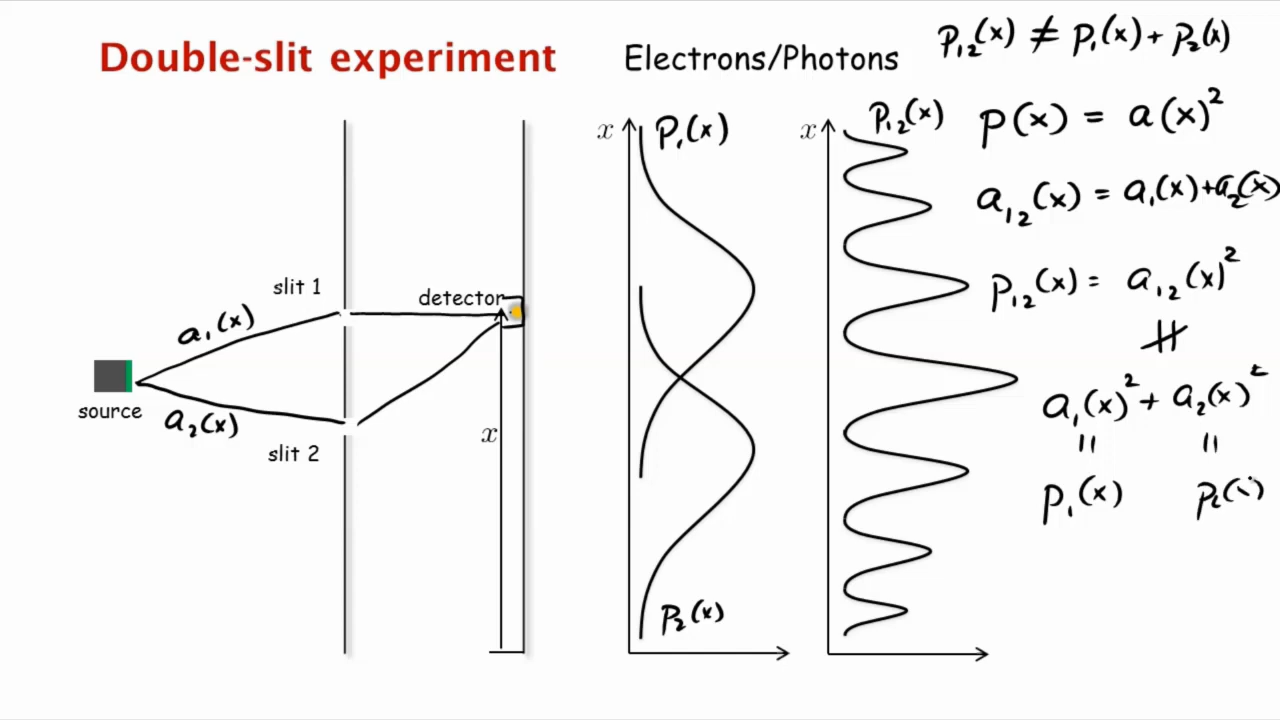 Double-slit experiment
Electrons/Photons
p₁₂(x) ≠ p₁(x) + p₂(x)
x
P₁(x)
x
P₁₂(x)
p(x) = a(x)²
a₁₂(x) = a₁(x)+a₂(x)
slit 1
detector
p₁₂(x) = a₁₂(x)²
a₁(x)
≠
source
a₂(x)
x
slit 2
a₁(x)² + a₂(x)²
= =
p₁(x) p₂(x)
P₂(x)